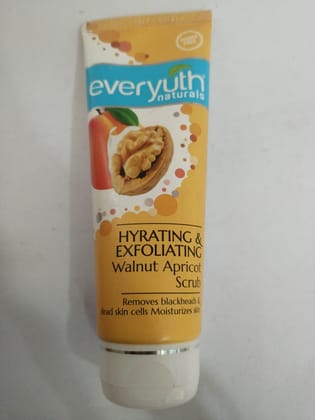 everyuth
naturals
HYRATING &
EXFOLIATING
Walnut Apricot
Scrub
Removes blackheads &
dead skin cells Moisturizes skin